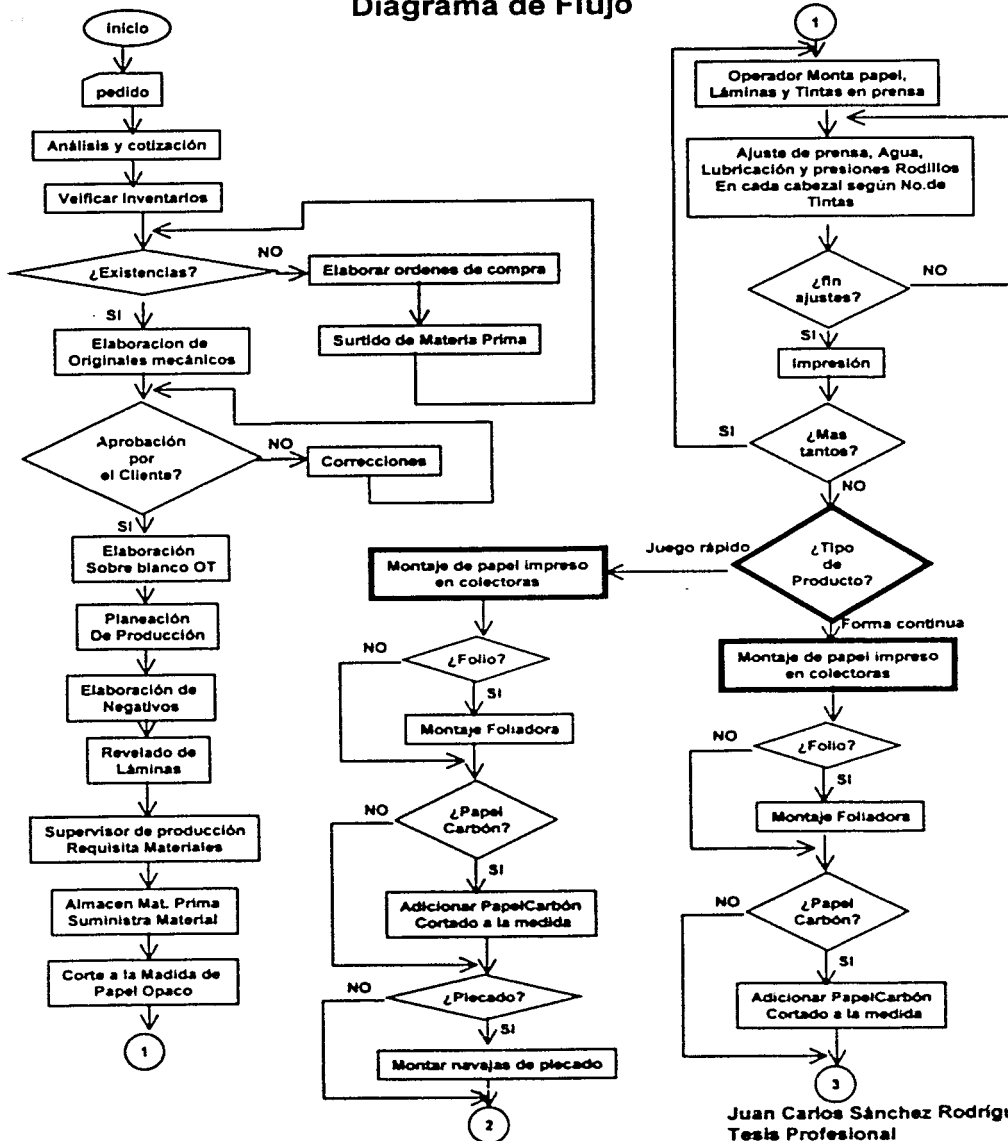 Diagrama de Flujo
inicio
pedido
Análisis y cotización
Veificar Inventarios
¿Existencias?
NO
Elaborar ordenes de compra
Surtido de Materia Prima
SI
Elaboracion de
Originales mecánicos
Aprobación
por
el Cliente?
NO
Correcciones
SI
Elaboración
Sobre blanco OT
Planeación
De Producción
Elaboración de
Negativos
Revelado de
Láminas
Supervisor de producción
Requisita Materiales
Almacen Mat. Prima
Suministra Material
Corte a la Madida de
Papel Opaco
1
1
Operador Monta papel,
Láminas y Tintas en prensa
Ajuste de prensa, Agua,
Lubricación y presiones Rodillos
En cada cabezal según No.de
Tintas
¿fin
ajustes?
NO
SI
Impresión
¿Mas
tantos?
SI
NO
¿Tipo
de
Producto?
Juego rápido
Forma continua
Montaje de papel impreso
en colectoras
¿Folio?
NO
SI
Montaje Foliadora
¿Papel
Carbón?
NO
SI
Adicionar PapelCarbón
Cortado a la medida
¿Plecado?
NO
SI
Montar navajas de plecado
2
Montaje de papel impreso
en colectoras
¿Folio?
NO
SI
Montaje Foliadora
¿Papel
Carbón?
NO
SI
Adicionar PapelCarbón
Cortado a la medida
3
Juan Carlos Sánchez Rodrígu
Tesis Profesional